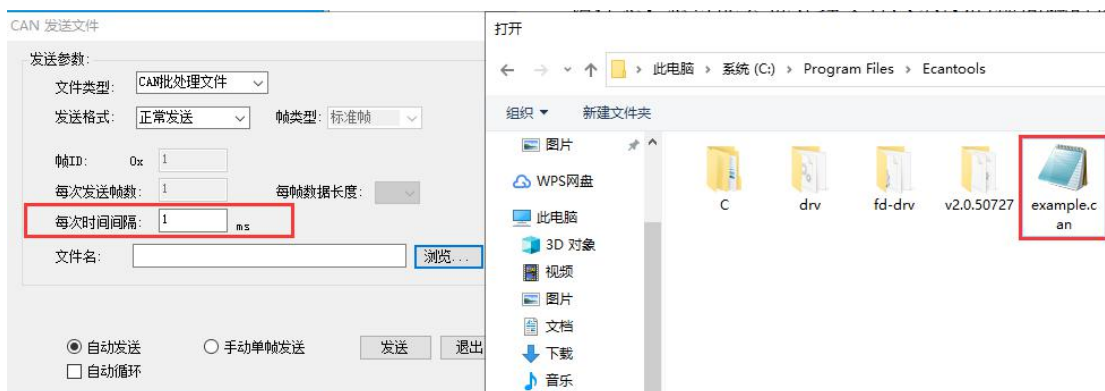 CAN 发送文件
发送参数:
文件类型: CAN批处理文件
发送格式: 正常发送 帧类型: 标准帧
帧ID: 0x 1
每次发送帧数: 1 每帧数据长度:
每次时间间隔: 1 ms
文件名: 浏览...
自动发送 手动单帧发送 发送 退出
自动循环
打开
此电脑 › 系统 (C:) › Program Files › Ecantools
组织 新建文件夹
图片
WPS网盘
此电脑
3D 对象
视频
图片
文档
下载
音乐
C
drv
fd-drv
v2.0.50727
example.c
an